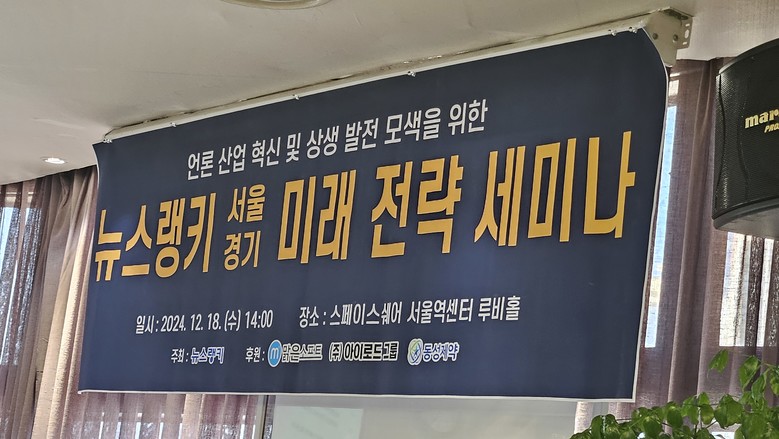 언론 산업 혁신 및 상생 발전 모색을 위한
뉴스랭키 서울 경기 미래 전략 세미나
일시 : 2024. 12. 18. (수) 14:00 장소 : 스페이스쉐어 서울역센터 루비홀
주최 : 뉴스랭키 후원 : m 맑은소프트 (주)아이로드그룹 동성제약